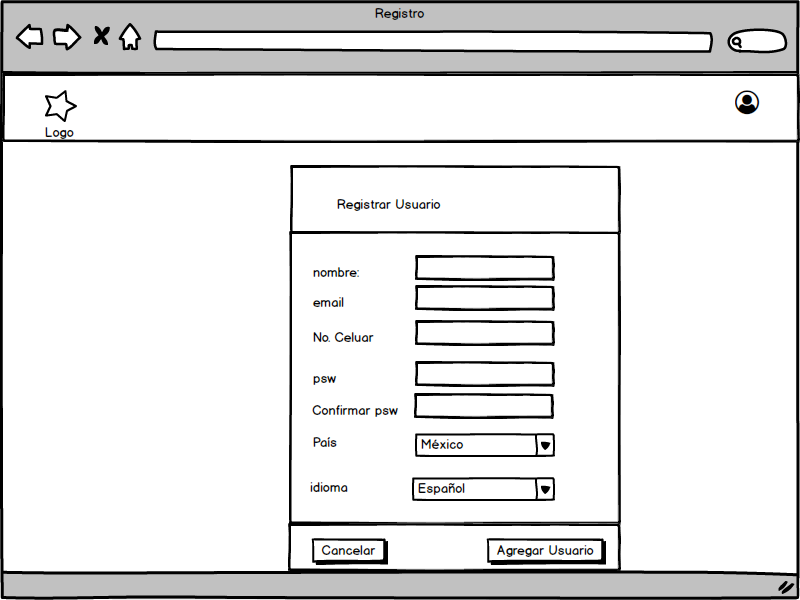 Registro
Logo
Registrar Usuario
nombre:
email
No. Celuar
psw
Confirmar psw
País
México
idioma
Español
Cancelar
Agregar Usuario